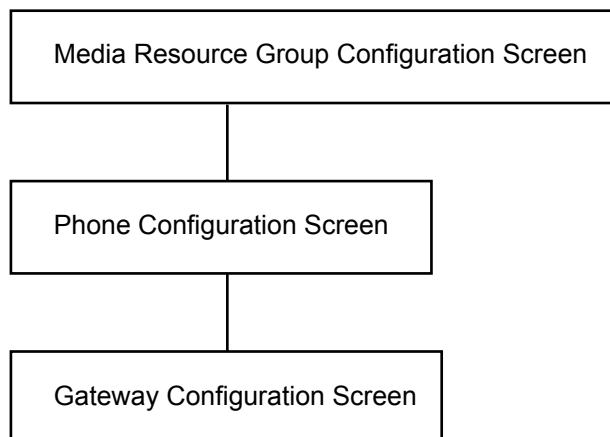 Media Resource Group Configuration Screen
Phone Configuration Screen
Gateway Configuration Screen